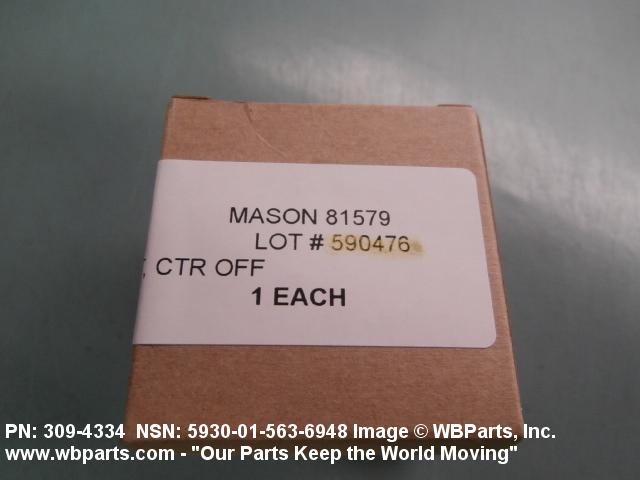 MASON 81579
LOT # 590476
, CTR OFF
1 EACH
PN: 309-4334 NSN: 5930-01-563-6948 Image © WBParts, Inc.
www.wbparts.com - "Our Parts Keep the World Moving"